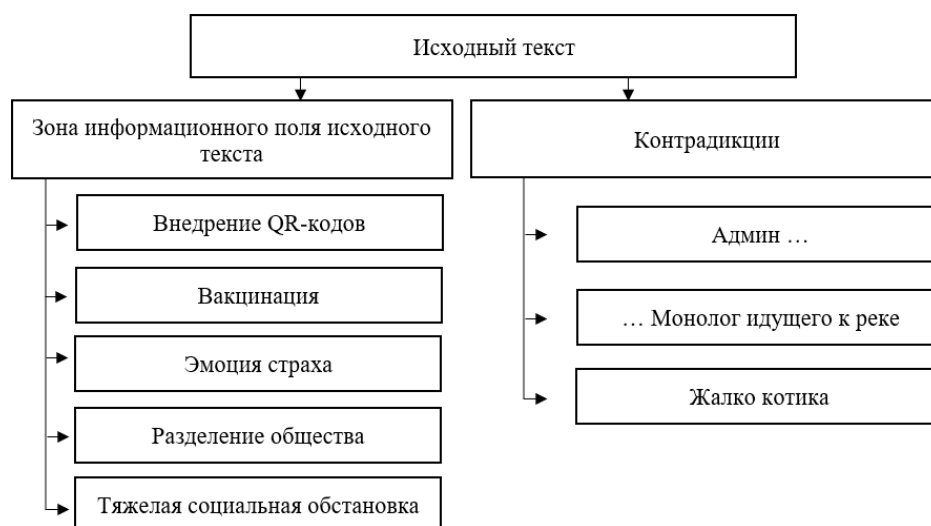 Исходный текст
Зона информационного поля исходного
текста
Внедрение QR-кодов
Вакцинация
Эмоция страха
Разделение общества
Тяжелая социальная обстановка
Контрадикции
Админ …
… Монолог идущего к реке
Жалко котика